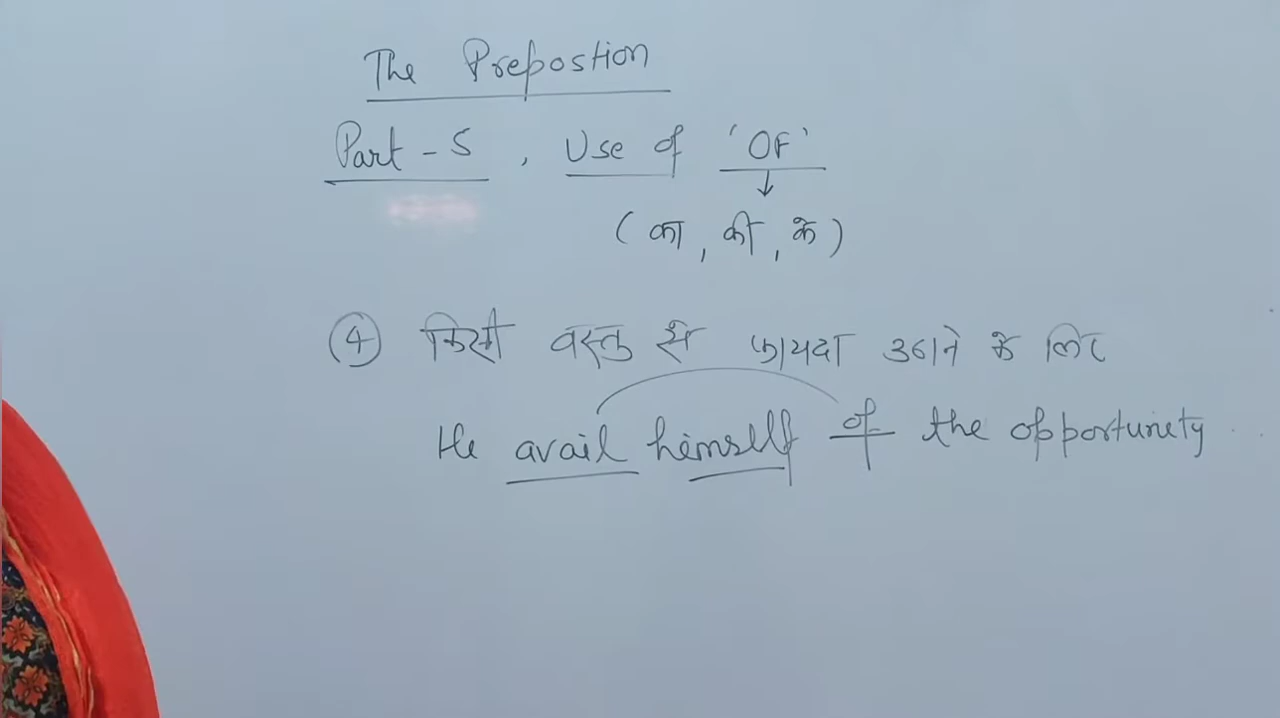 The Prepostion
Part - 5, Use of 'OF'
(का, की, के)
④ किसी वस्तु से फायदा उठाने के लिए
He avail himself of the opportunity